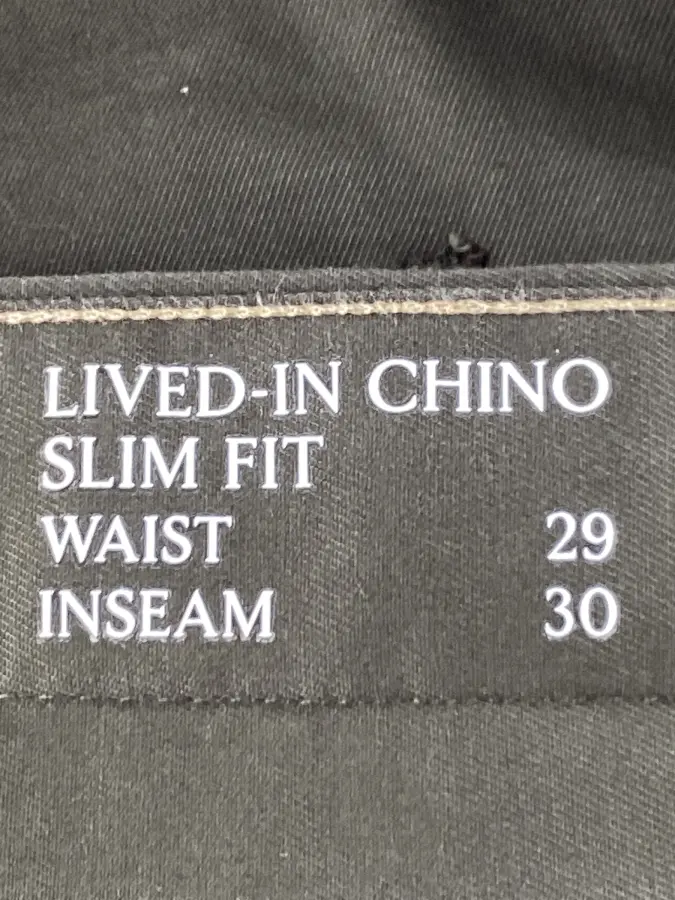 LIVED-IN CHINO
SLIM FIT
WAIST 29
INSEAM 30